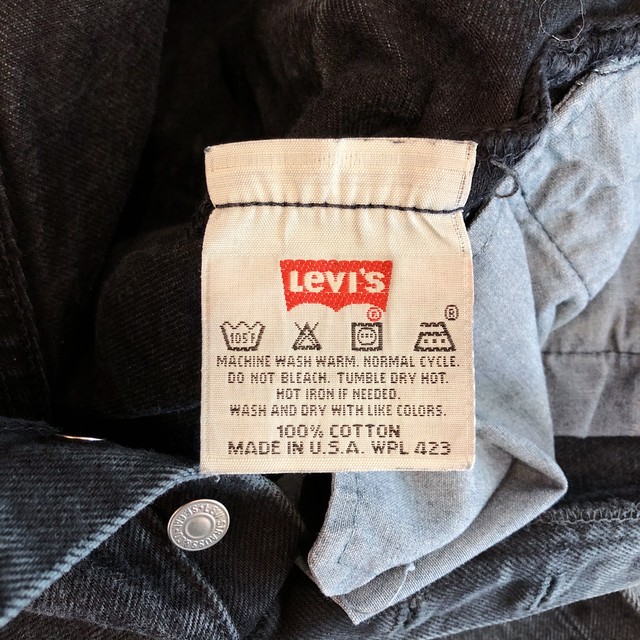 LEVI'S
®
®
105F
MACHINE WASH WARM. NORMAL CYCLE.
DO NOT BLEACH. TUMBLE DRY HOT.
HOT IRON IF NEEDED.
WASH AND DRY WITH LIKE COLORS.
100% COTTON
MADE IN U.S.A. WPL 423